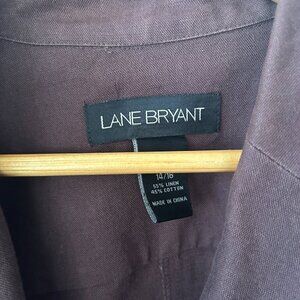 LANE BRYANT
14/16
55% LINEN
45% COTTON
MADE IN CHINA